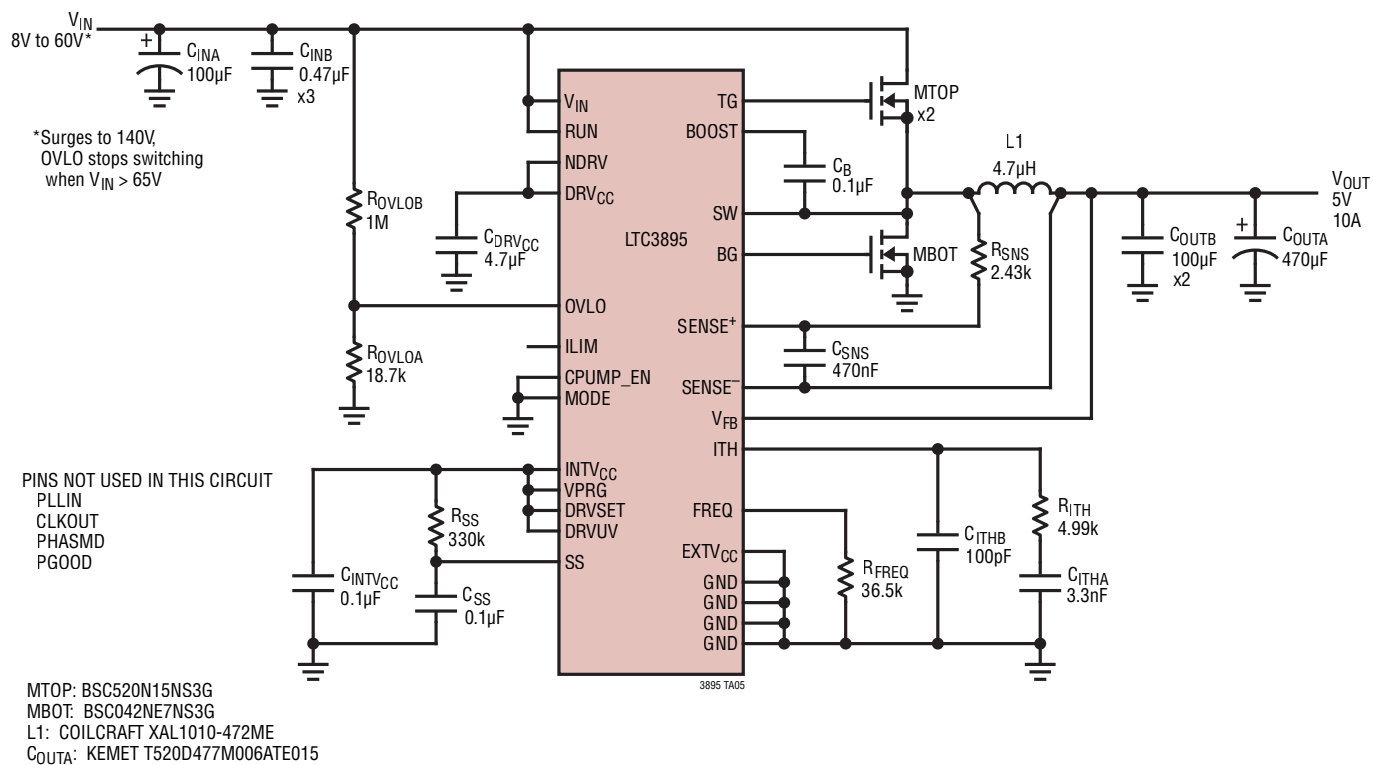 VIN
8V to 60V*
CINA
100µF
CINB
0.47µF
x3
*Surges to 140V,
OVLO stops switching
when VIN > 65V
ROVLOB
1M
CDRVCC
4.7µF
ROVLOA
18.7k
VIN
RUN
NDRV
DRVCC
OVLO
ILIM
CPUMP_EN
MODE
INTVCC
VPRG
DRVSET
DRVUV
SS
LTC3895
TG
BOOST
SW
BG
SENSE+
SENSE–
VFB
ITH
FREQ
EXTVCC
GND
GND
GND
GND
MTOP
x2
CB
0.1µF
MBOT
L1
4.7µH
RSNS
2.43k
CSNS
470nF
VOUT
5V
10A
COUTB
100µF
x2
COUTA
470µF
PINS NOT USED IN THIS CIRCUIT
PLLIN
CLKOUT
PHASMD
PGOOD
RSS
330k
CINTVCC
0.1µF
CSS
0.1µF
RFREQ
36.5k
CITHB
100pF
RITH
4.99k
CITHA
3.3nF
3895 TA05
MTOP: BSC520N15NS3G
MBOT: BSC042NE7NS3G
L1: COILCRAFT XAL1010-472ME
COUTA: KEMET T520D477M006ATE015